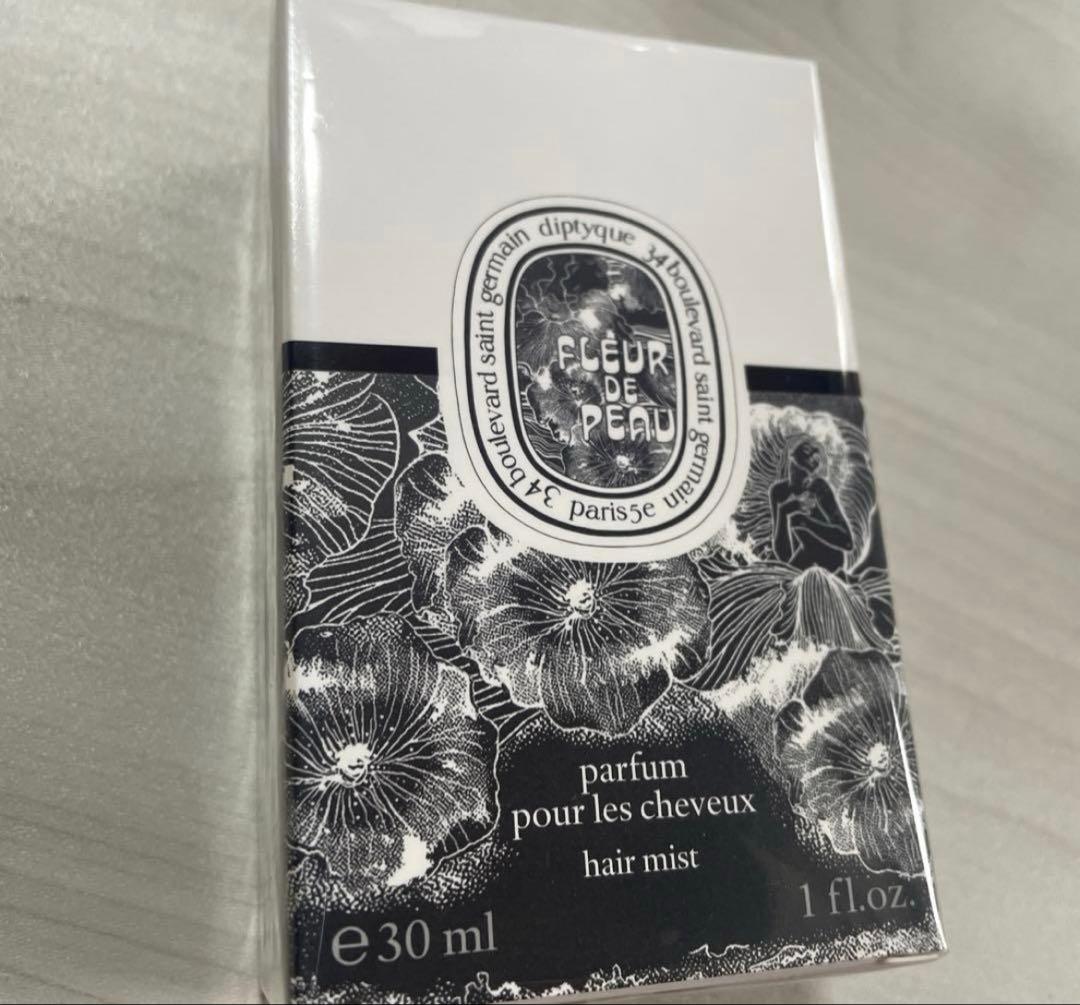 diptyque 34 boulevard saint germain paris5e 34 boulevard saint germain
FLEUR
DE
PEAU
parfum
pour les cheveux
hair mist
e 30 ml
1 fl.oz.